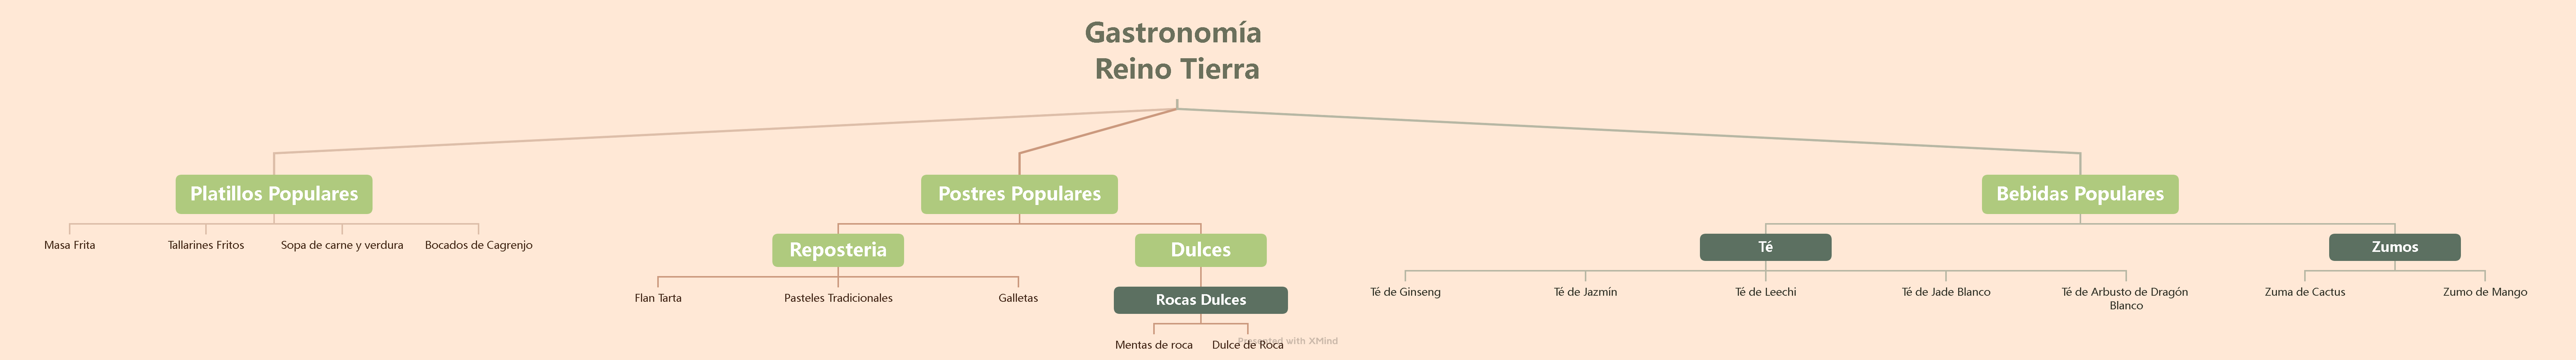 Gastronomía
Reino Tierra
Platillos Populares
Masa Frita
Tallarines Fritos
Sopa de carne y verdura
Bocados de Cagrenjo
Postres Populares
Reposteria
Flan Tarta
Pasteles Tradicionales
Galletas
Dulces
Rocas Dulces
Mentas de roca
Dulce de Roca
Presented with XMind
Bebidas Populares
Té
Té de Ginseng
Té de Jazmín
Té de Leechi
Té de Jade Blanco
Té de Arbusto de Dragón
Blanco
Zumos
Zuma de Cactus
Zumo de Mango